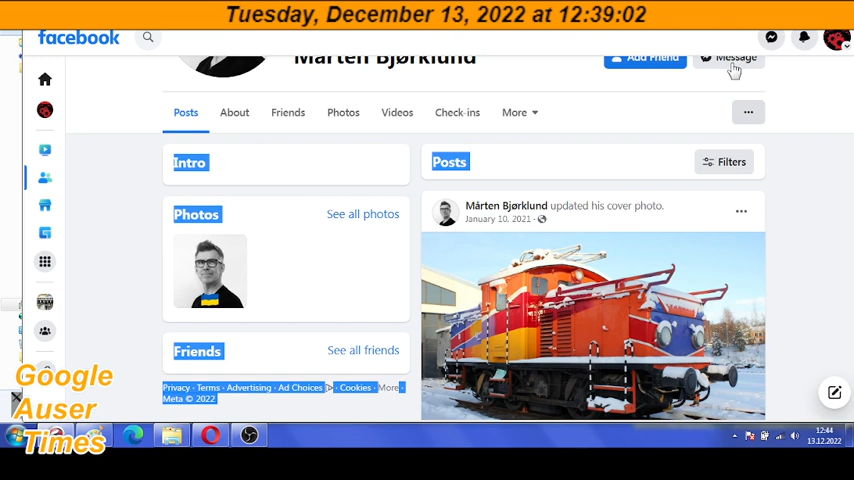 Tuesday, December 13, 2022 at 12:39:02
facebook
Mårten Bjørklund
Add Friend
Message
Posts
About
Friends
Photos
Videos
Check-ins
More
Intro
Posts
Filters
Photos
See all photos
Mårten Bjørklund updated his cover photo.
January 10, 2021 ·
Friends
See all friends
Privacy · Terms · Advertising · Ad Choices · Cookies · More ·
Meta © 2022
Google
Auser
Times
12:44
13.12.2022